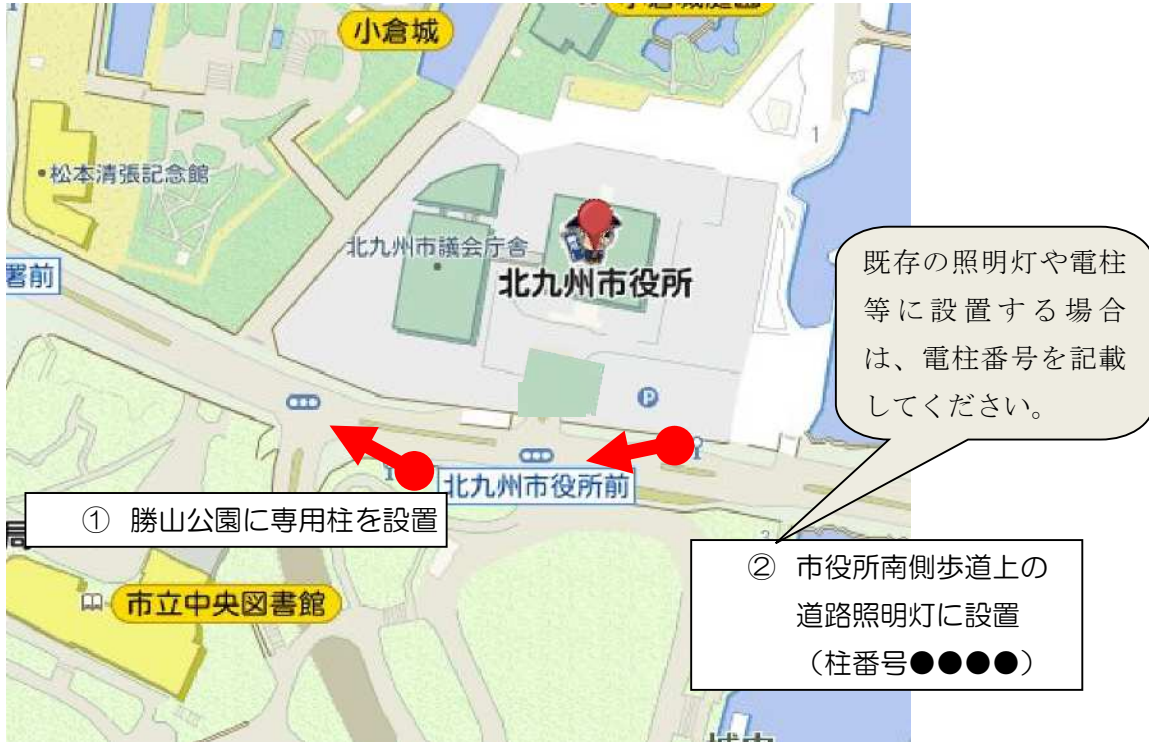 小倉城
1
松本清張記念館
北九州市議会庁舎
北九州市役所
署前
既存の照明灯や電柱
等に設置する場合
は、電柱番号を記載
してください。
P
北九州市役所前
① 勝山公園に専用柱を設置
3
局
② 市役所南側歩道上の
道路照明灯に設置
（柱番号●●●●）
市立中央図書館